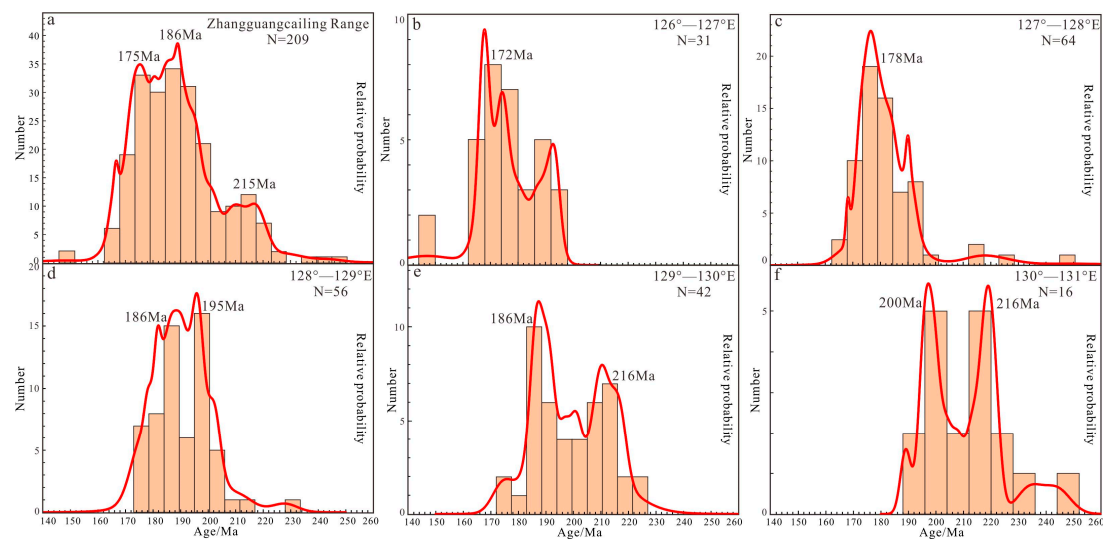 a
Zhangguangcailing Range
N=209
186Ma
175Ma
215Ma
Number
Relative probability
0
5
10
15
20
25
30
35
40
b
126°—127°E
N=31
172Ma
Number
Relative probability
0
5
10
c
127°—128°E
N=64
178Ma
Number
Relative probability
0
5
10
15
20
d
128°—129°E
N=56
186Ma
195Ma
Number
Relative probability
0
5
10
15
20
140 150 160 170 180 190 200 210 220 230 240 250 260
Age/Ma
e
129°—130°E
N=42
186Ma
216Ma
Number
Relative probability
0
5
10
140 150 160 170 180 190 200 210 220 230 240 250 260
Age/Ma
f
130°—131°E
N=16
200Ma
216Ma
Number
Relative probability
0
5
140 150 160 170 180 190 200 210 220 230 240 250 260
Age/Ma